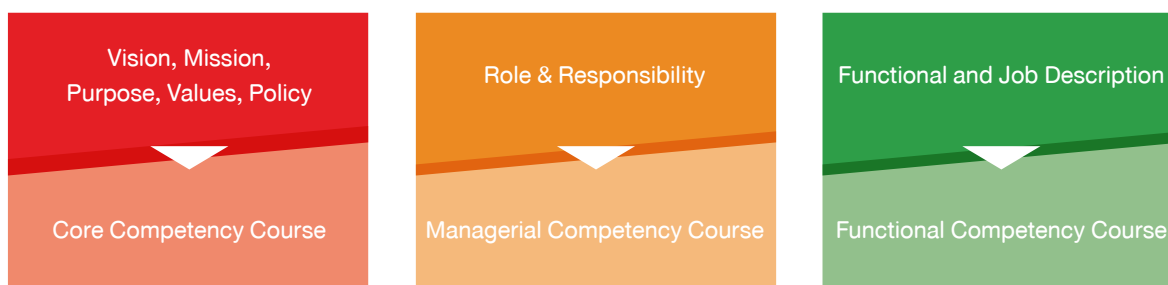 Vision, Mission,
Purpose, Values, Policy
Core Competency Course
Role & Responsibility
Managerial Competency Course
Functional and Job Description
Functional Competency Course